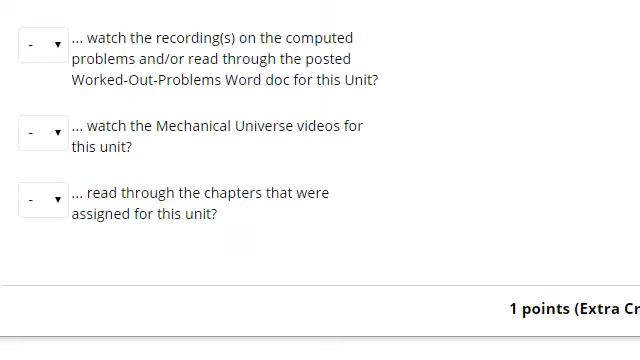 - ... watch the recording(s) on the computed
problems and/or read through the posted
Worked-Out-Problems Word doc for this Unit?
- ... watch the Mechanical Universe videos for
this unit?
- ... read through the chapters that were
assigned for this unit?
1 points (Extra Cr